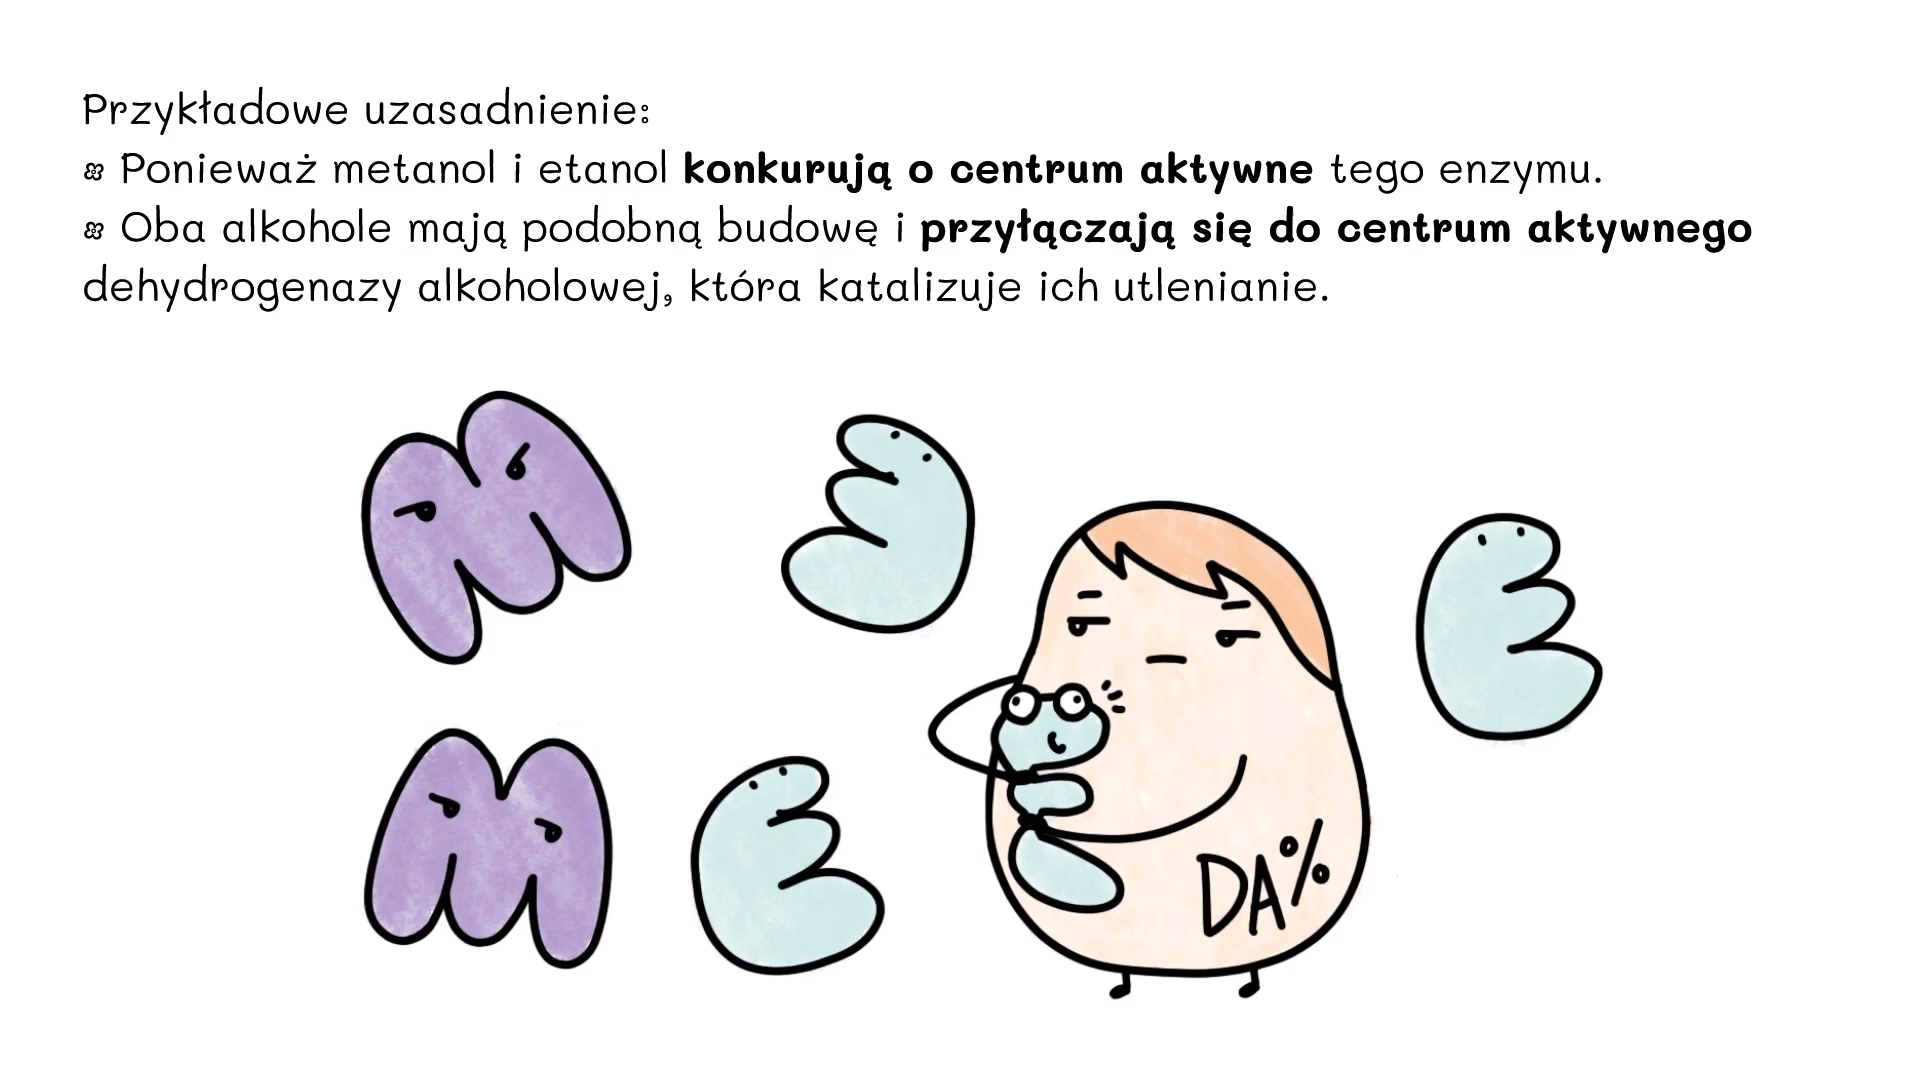 Przykładowe uzasadnienie:
Ponieważ metanol i etanol konkurują o centrum aktywne tego enzymu.
Oba alkohole mają podobną budowę i przyłączają się do centrum aktywnego
dehydrogenazy alkoholowej, która katalizuje ich utlenianie.
M
E
E
M
E
DA%